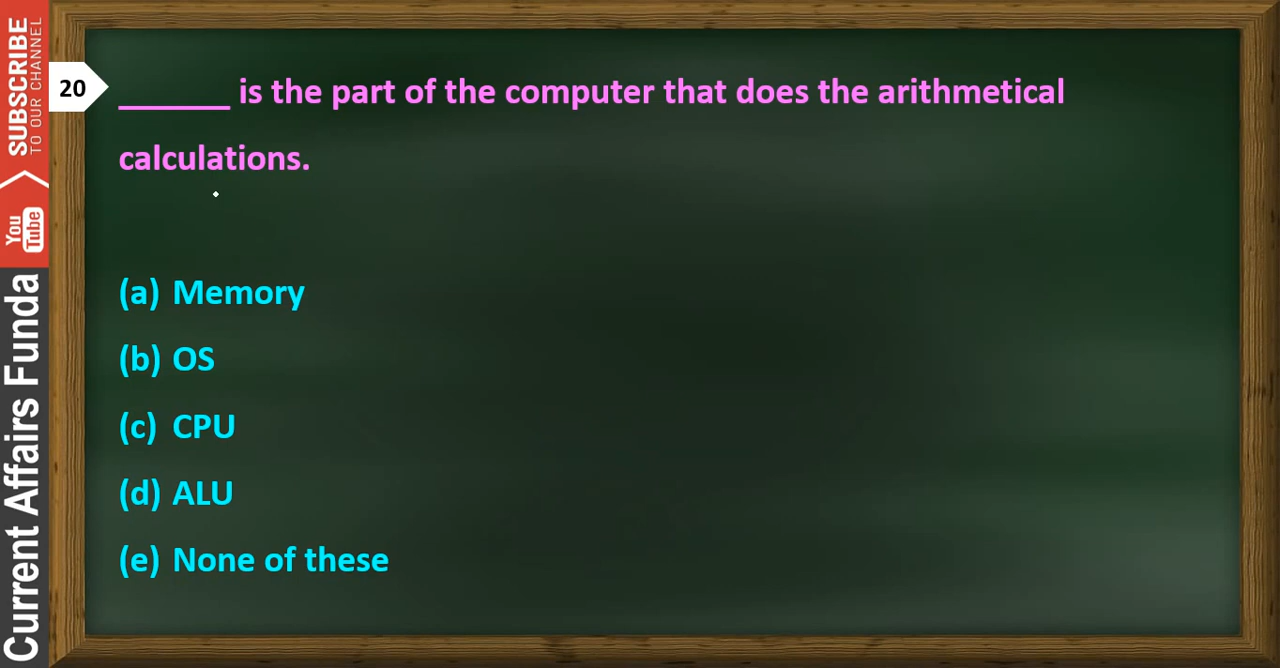 SUBSCRIBE
TO OUR CHANNEL
You
Tube
Current Affairs Funda
20
______ is the part of the computer that does the arithmetical
calculations.
(a) Memory
(b) OS
(c) CPU
(d) ALU
(e) None of these